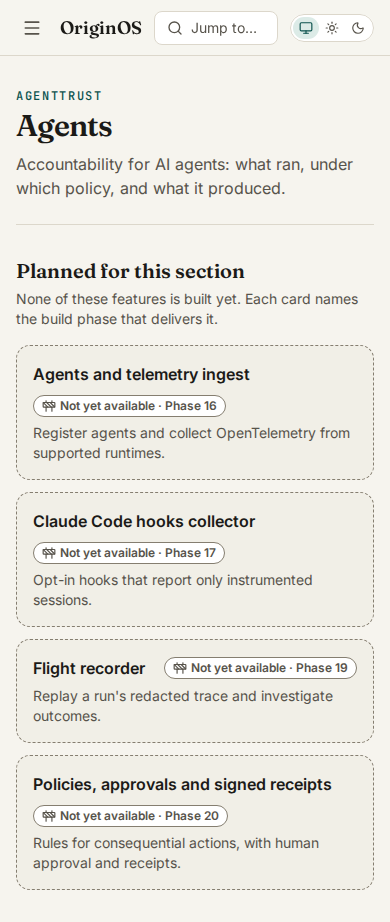 OriginOS
Jump to...
AGENTTRUST
Agents
Accountability for AI agents: what ran, under
which policy, and what it produced.
Planned for this section
None of these features is built yet. Each card names
the build phase that delivers it.
Agents and telemetry ingest
Not yet available · Phase 16
Register agents and collect OpenTelemetry from
supported runtimes.
Claude Code hooks collector
Not yet available · Phase 17
Opt-in hooks that report only instrumented
sessions.
Flight recorder
Not yet available · Phase 19
Replay a run's redacted trace and investigate
outcomes.
Policies, approvals and signed receipts
Not yet available · Phase 20
Rules for consequential actions, with human
approval and receipts.